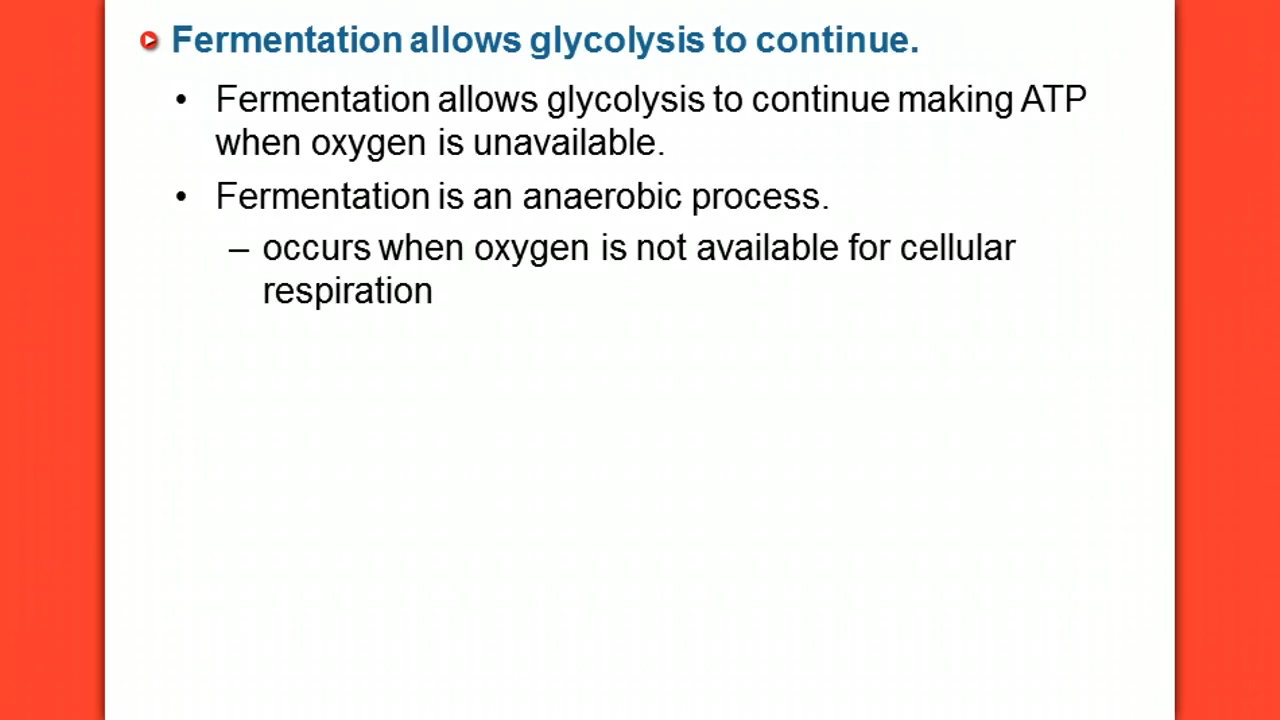 Fermentation allows glycolysis to continue.
• Fermentation allows glycolysis to continue making ATP
when oxygen is unavailable.
• Fermentation is an anaerobic process.
– occurs when oxygen is not available for cellular
respiration